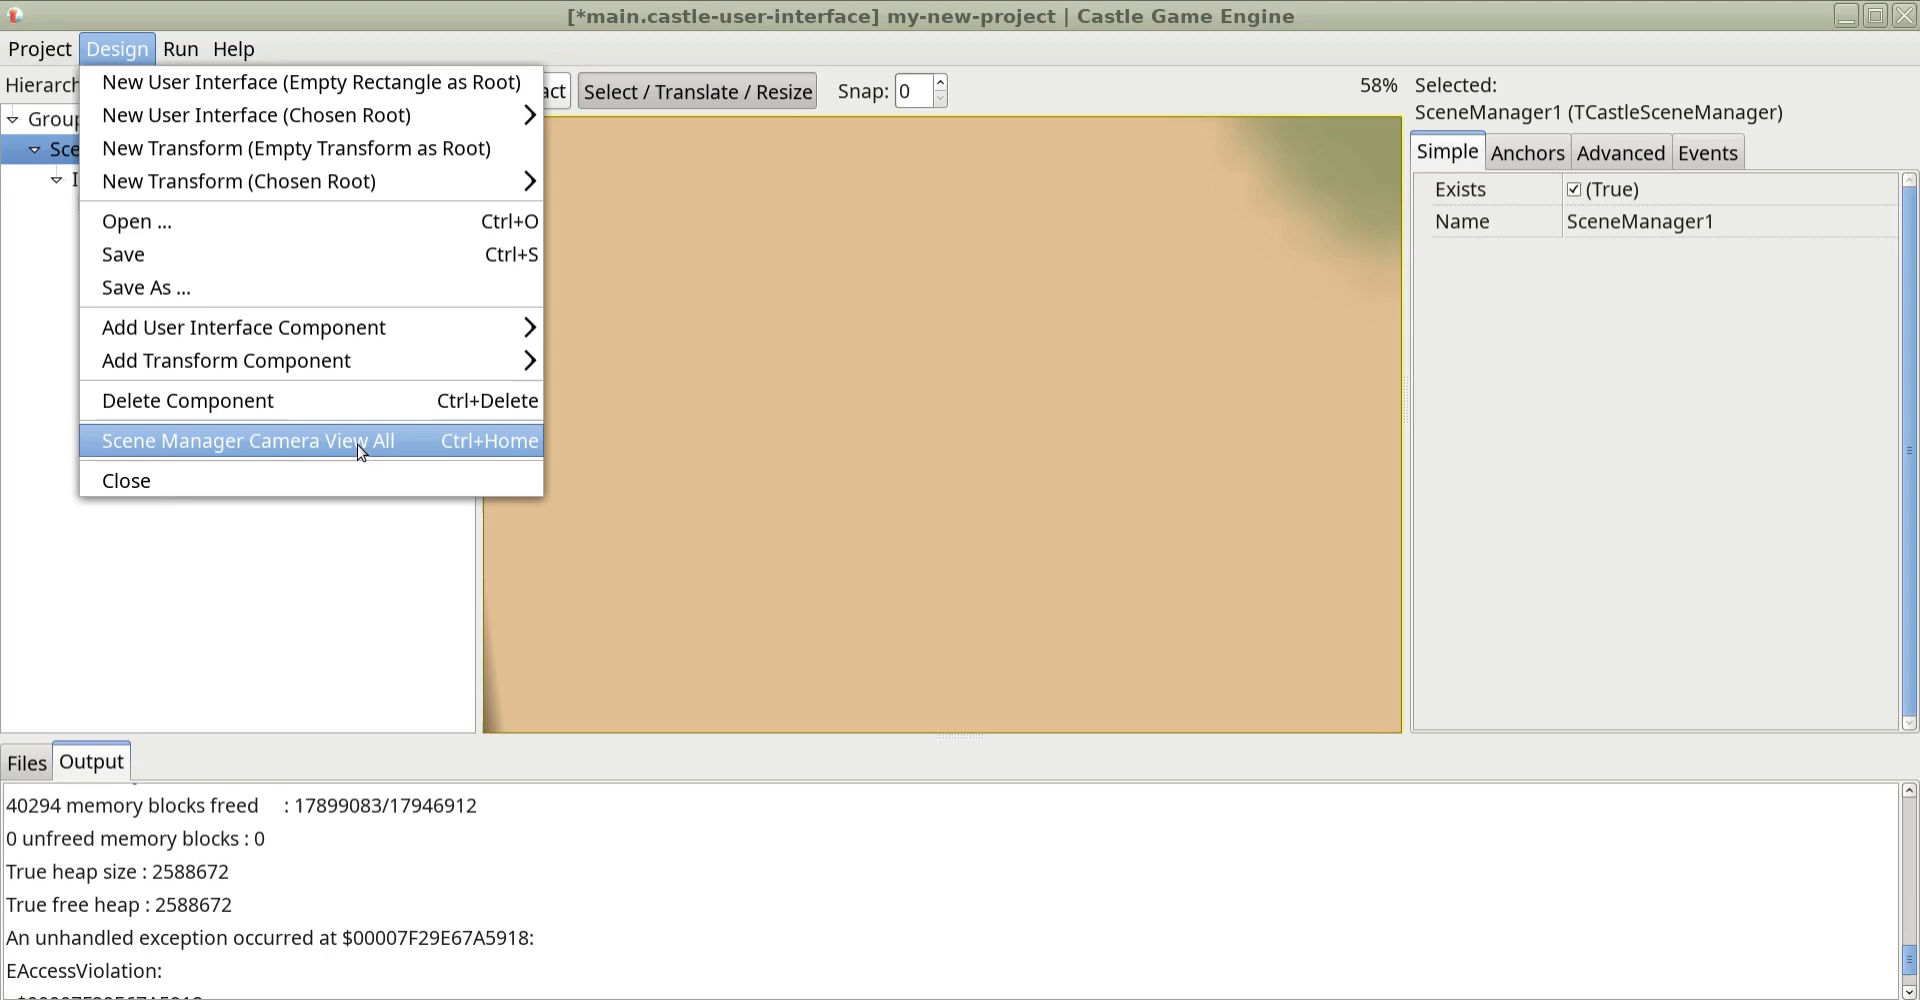 [*main.castle-user-interface] my-new-project | Castle Game Engine
Project Design Run Help
Hierarch
Group
Sce
New User Interface (Empty Rectangle as Root)
New User Interface (Chosen Root)
New Transform (Empty Transform as Root)
New Transform (Chosen Root)
Open ... Ctrl+O
Save Ctrl+S
Save As ...
Add User Interface Component
Add Transform Component
Delete Component Ctrl+Delete
Scene Manager Camera View All Ctrl+Home
Close
act Select / Translate / Resize Snap: 0 58%
Selected:
SceneManager1 (TCastleSceneManager)
Simple Anchors Advanced Events
Exists (True)
Name SceneManager1
Files Output
40294 memory blocks freed : 17899083/17946912
0 unfreed memory blocks : 0
True heap size : 2588672
True free heap : 2588672
An unhandled exception occurred at $00007F29E67A5918:
EAccessViolation: